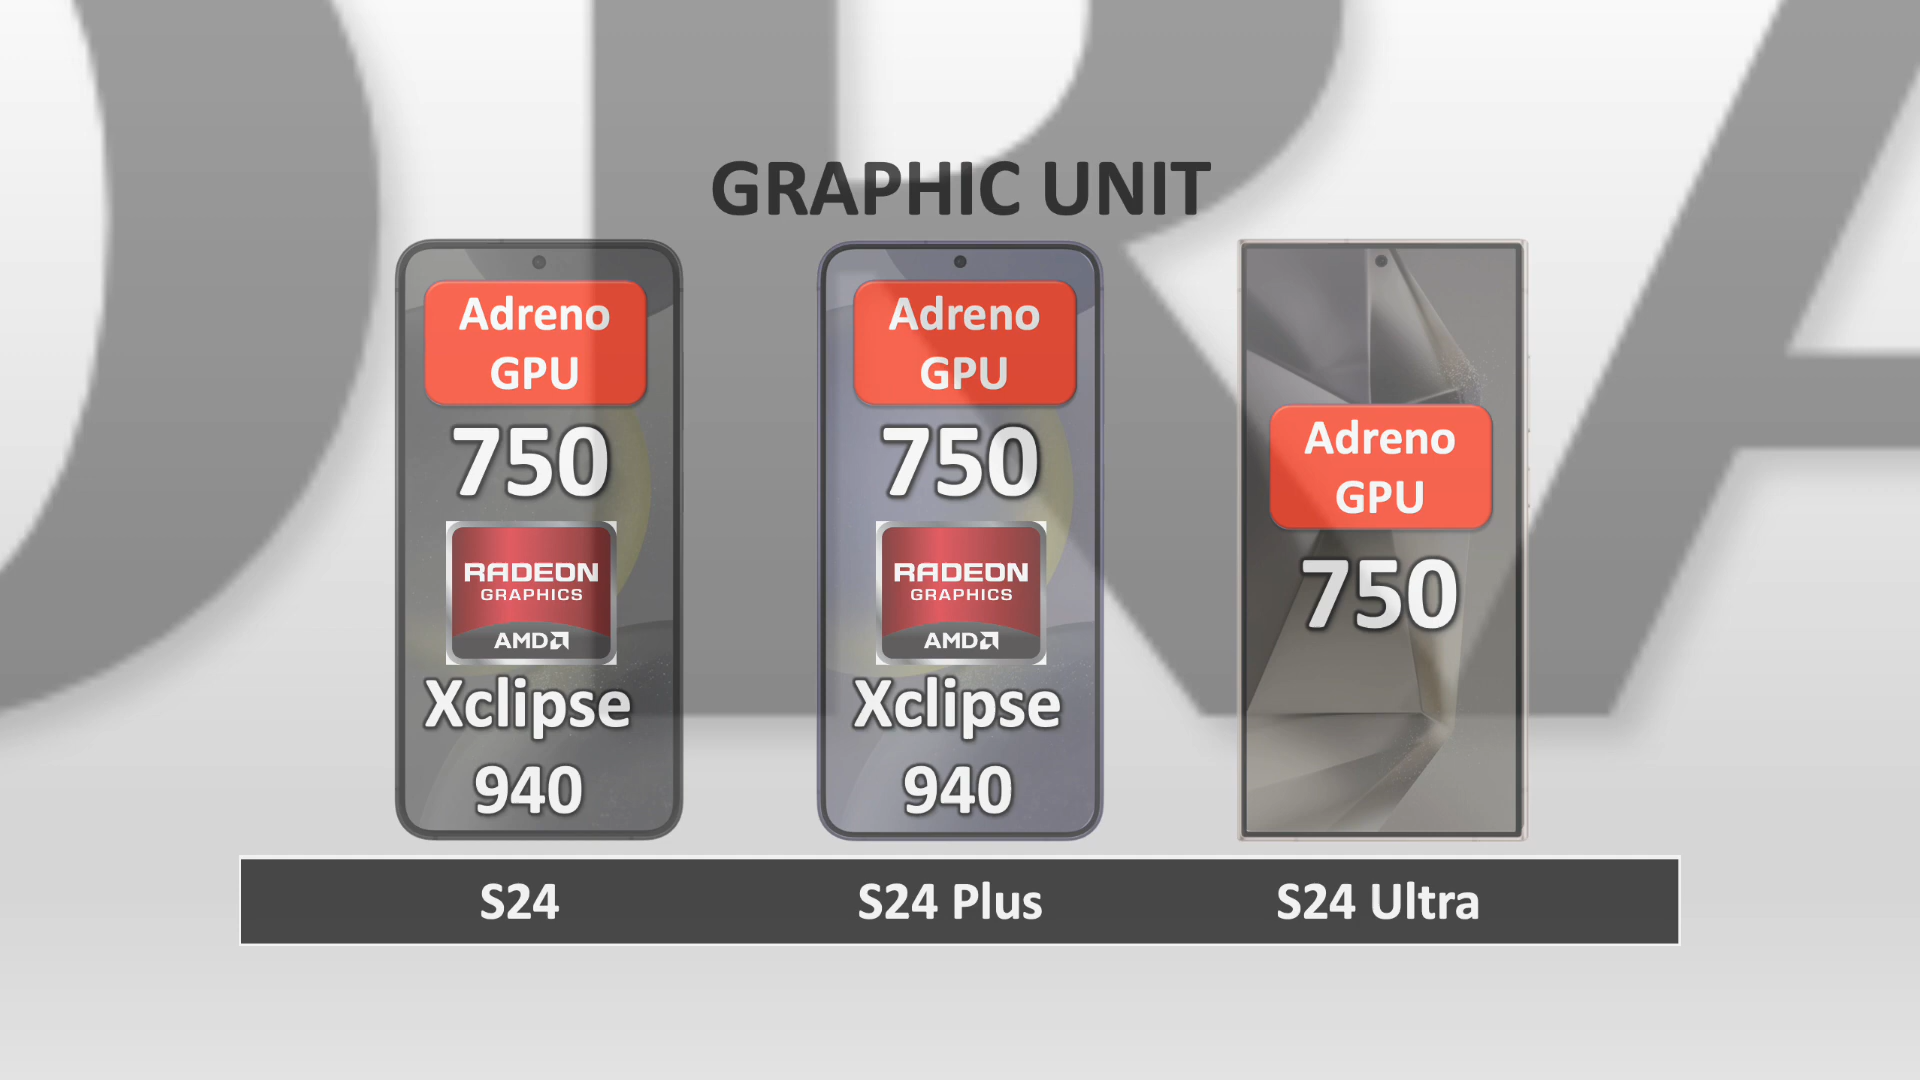 GRAPHIC UNIT
Adreno
GPU
750
RADEON
GRAPHICS
AMD
Xclipse
940
Adreno
GPU
750
RADEON
GRAPHICS
AMD
Xclipse
940
Adreno
GPU
750
S24
S24 Plus
S24 Ultra